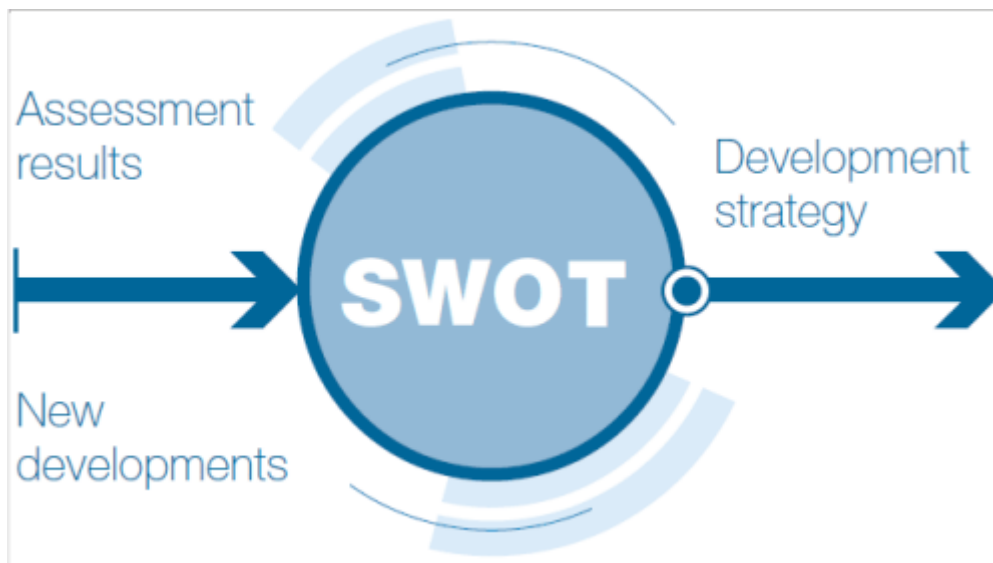 Assessment
results
Development
strategy
SWOT
New
developments